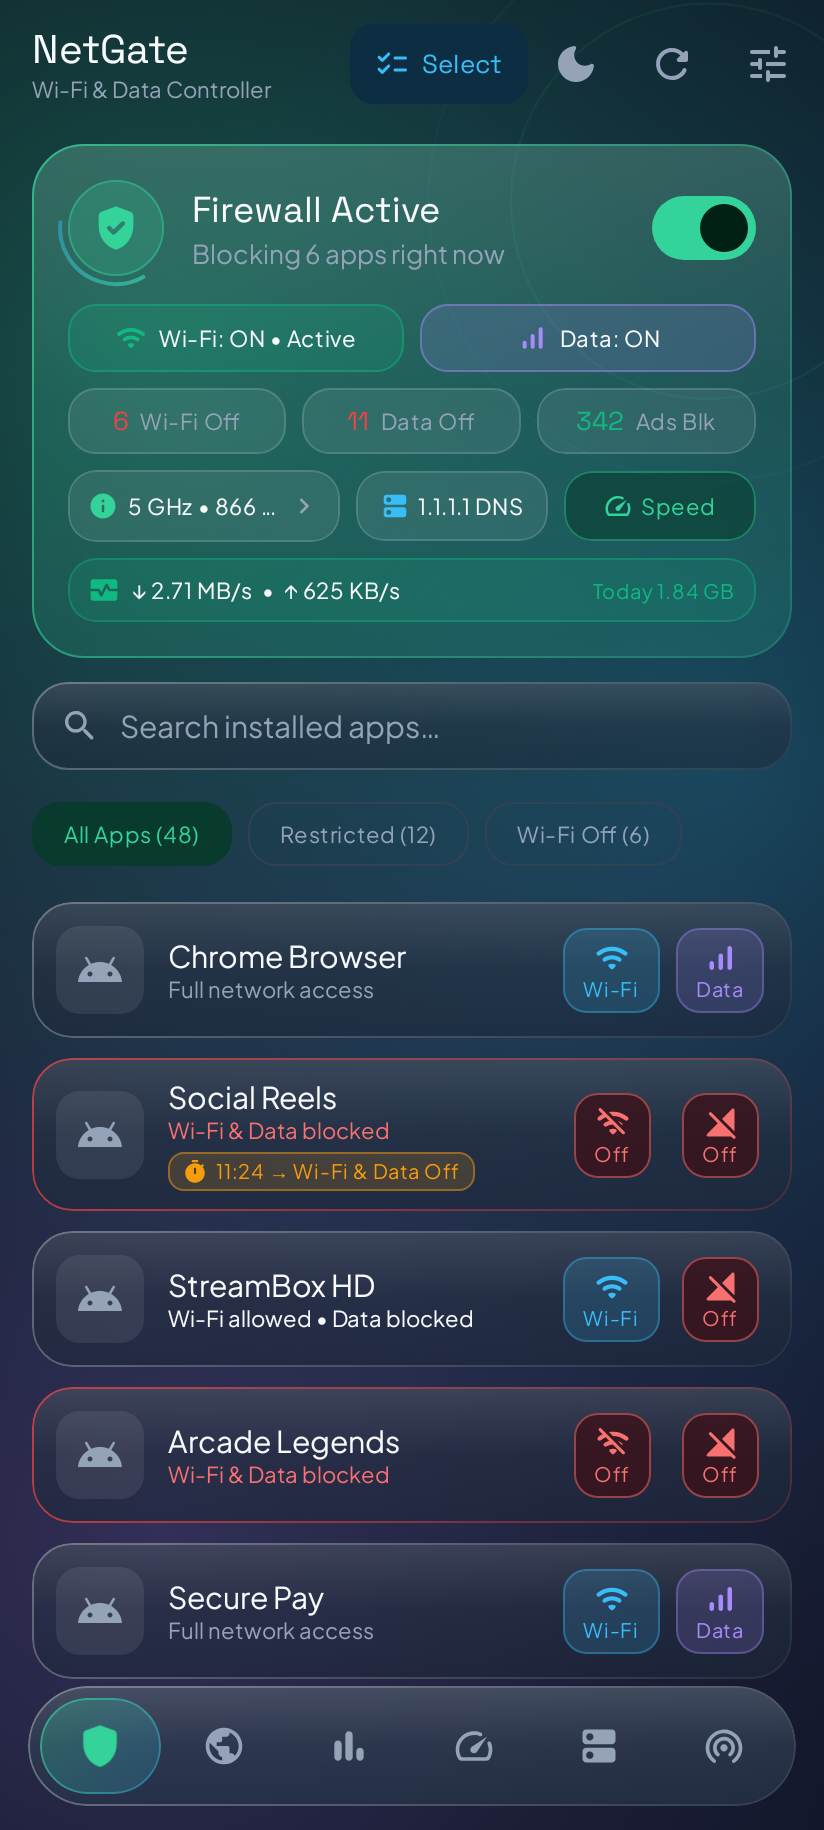 NetGate
Wi-Fi & Data Controller
Select
Firewall Active
Blocking 6 apps right now
Wi-Fi: ON • Active
Data: ON
6 Wi-Fi Off
11 Data Off
342 Ads Blk
5 GHz • 866 ...
1.1.1.1 DNS
Speed
↓ 2.71 MB/s • ↑ 625 KB/s
Today 1.84 GB
Search installed apps...
All Apps (48)
Restricted (12)
Wi-Fi Off (6)
Chrome Browser
Full network access
Wi-Fi
Data
Social Reels
Wi-Fi & Data blocked
11:24 → Wi-Fi & Data Off
Off
Off
StreamBox HD
Wi-Fi allowed • Data blocked
Wi-Fi
Off
Arcade Legends
Wi-Fi & Data blocked
Off
Off
Secure Pay
Full network access
Wi-Fi
Data